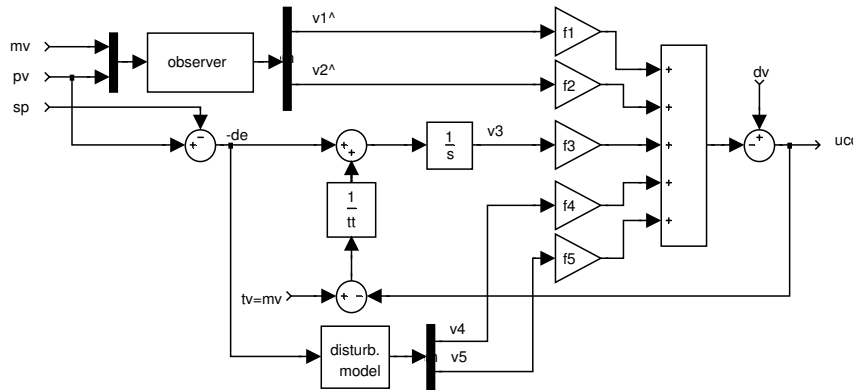 v1^
f1
mv
observer
pv
v2^
f2
dv
sp
+
+
+
+
+
-
+
-de
+
+
1
s
v3
f3
-
+
ucc
1
tt
f4
f5
tv=mv
+ -
v4
disturb.
model
v5